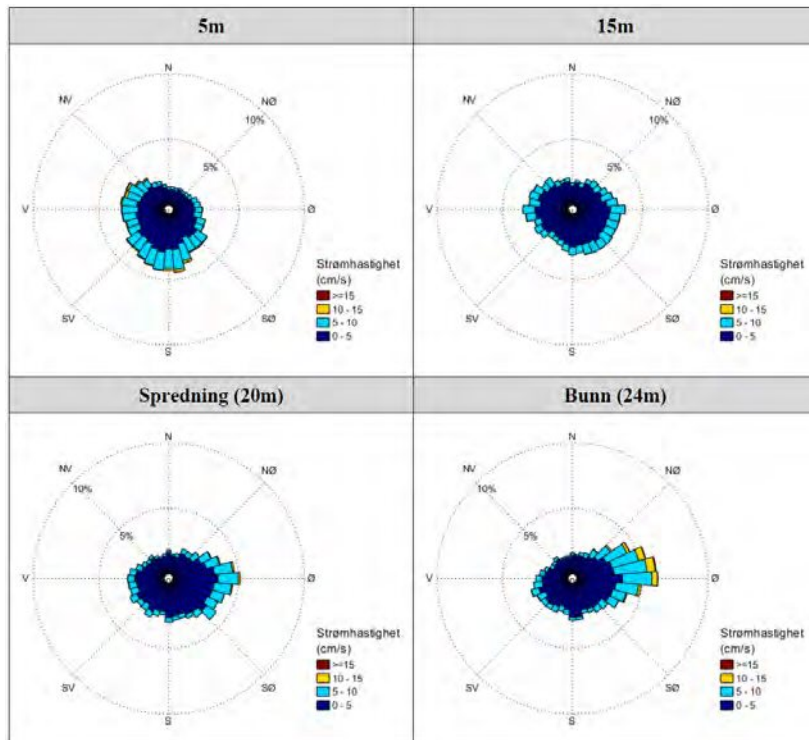 5m
15m
N
NØ
10%
5%
NV
V
Ø
SV
SØ
S
Strømhastighet
(cm/s)
>=15
10 - 15
5 - 10
0 - 5
N
NØ
10%
5%
NV
V
Ø
SV
SØ
S
Strømhastighet
(cm/s)
>=15
10 - 15
5 - 10
0 - 5
Spredning (20m)
Bunn (24m)
N
NV
10%
5%
NØ
V
Ø
SV
SØ
S
Strømhastighet
(cm/s)
>=15
10 - 15
5 - 10
0 - 5
N
NV
10%
5%
NØ
V
Ø
SV
SØ
S
Strømhastighet
(cm/s)
>=15
10 - 15
5 - 10
0 - 5